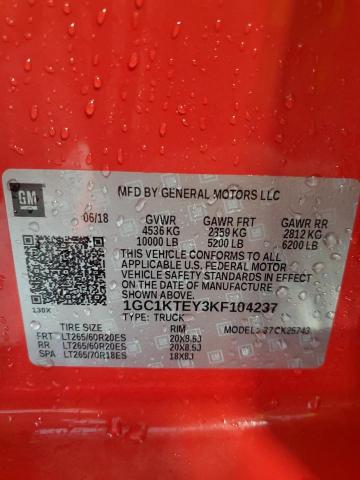 GM
MFD BY GENERAL MOTORS LLC
06/18 GVWR GAWR FRT GAWR RR
4536 KG 2359 KG 2812 KG
10000 LB 5200 LB 6200 LB
THIS VEHICLE CONFORMS TO ALL
APPLICABLE U.S. FEDERAL MOTOR
VEHICLE SAFETY STANDARDS IN
EFFECT ON THE DATE OF MANUFACTURE
SHOWN ABOVE.
1GC1KTEY3KF104237
130X TYPE: TRUCK
TIRE SIZE RIM MODEL: S7CK25743
FRT LT265/60R20ES 20X8.5J
RR LT265/60R20ES 20X8.5J
SPA LT265/70R18ES 18X8J